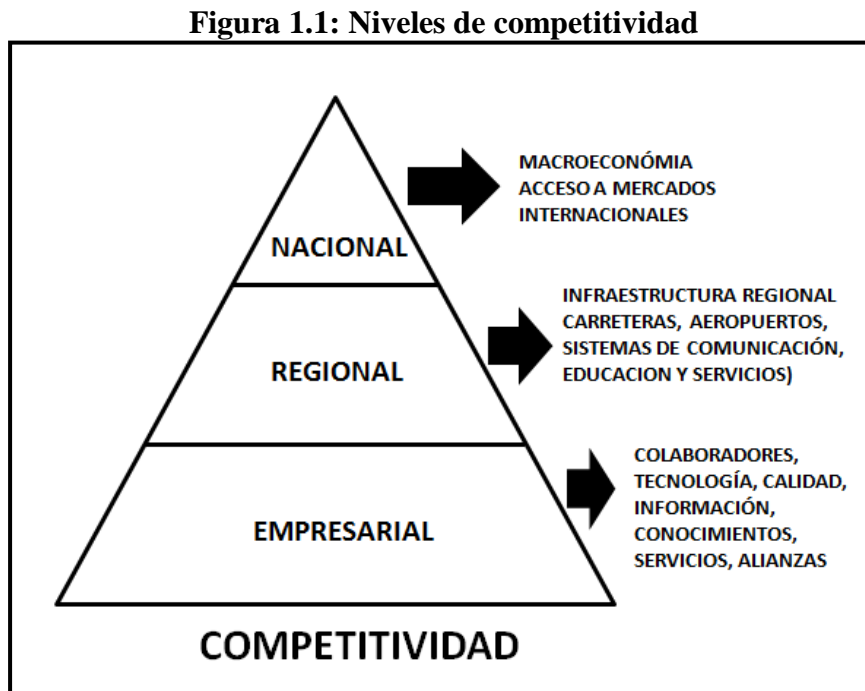 Figura 1.1: Niveles de competitividad
MACROECONÓMIA
ACCESO A MERCADOS
INTERNACIONALES
NACIONAL
INFRAESTRUCTURA REGIONAL
CARRETERAS, AEROPUERTOS,
SISTEMAS DE COMUNICACIÓN,
EDUCACION Y SERVICIOS)
REGIONAL
COLABORADORES,
TECNOLOGÍA, CALIDAD,
INFORMACIÓN,
CONOCIMIENTOS,
SERVICIOS, ALIANZAS
EMPRESARIAL
COMPETITIVIDAD